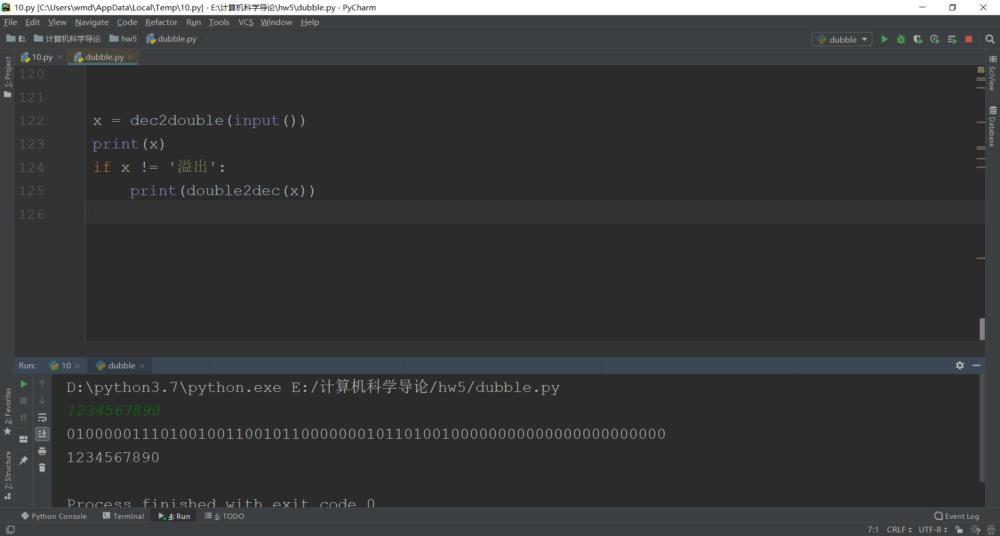 10.py [C:\Users\wmd\AppData\Local\Temp\10.py] - E:\计算机科学导论\hw5\dubble.py - PyCharm
File Edit View Navigate Code Refactor Run Tools VCS Window Help
E: 计算机科学导论 hw5 dubble.py
dubble
10.py dubble.py
1: Project
SciView
Database
120
121
122 x = dec2double(input())
123 print(x)
124 if x != '溢出':
125 print(double2dec(x))
126
Run: 10 dubble
D:\python3.7\python.exe E:/计算机科学导论/hw5/dubble.py
1234567890
0100000111010010011001011000000010110100100000000000000000000000
1234567890
Process finished with exit code 0
2: Favorites
7: Structure
Python Console Terminal 4: Run 6: TODO Event Log
7:1 CRLF UTF-8